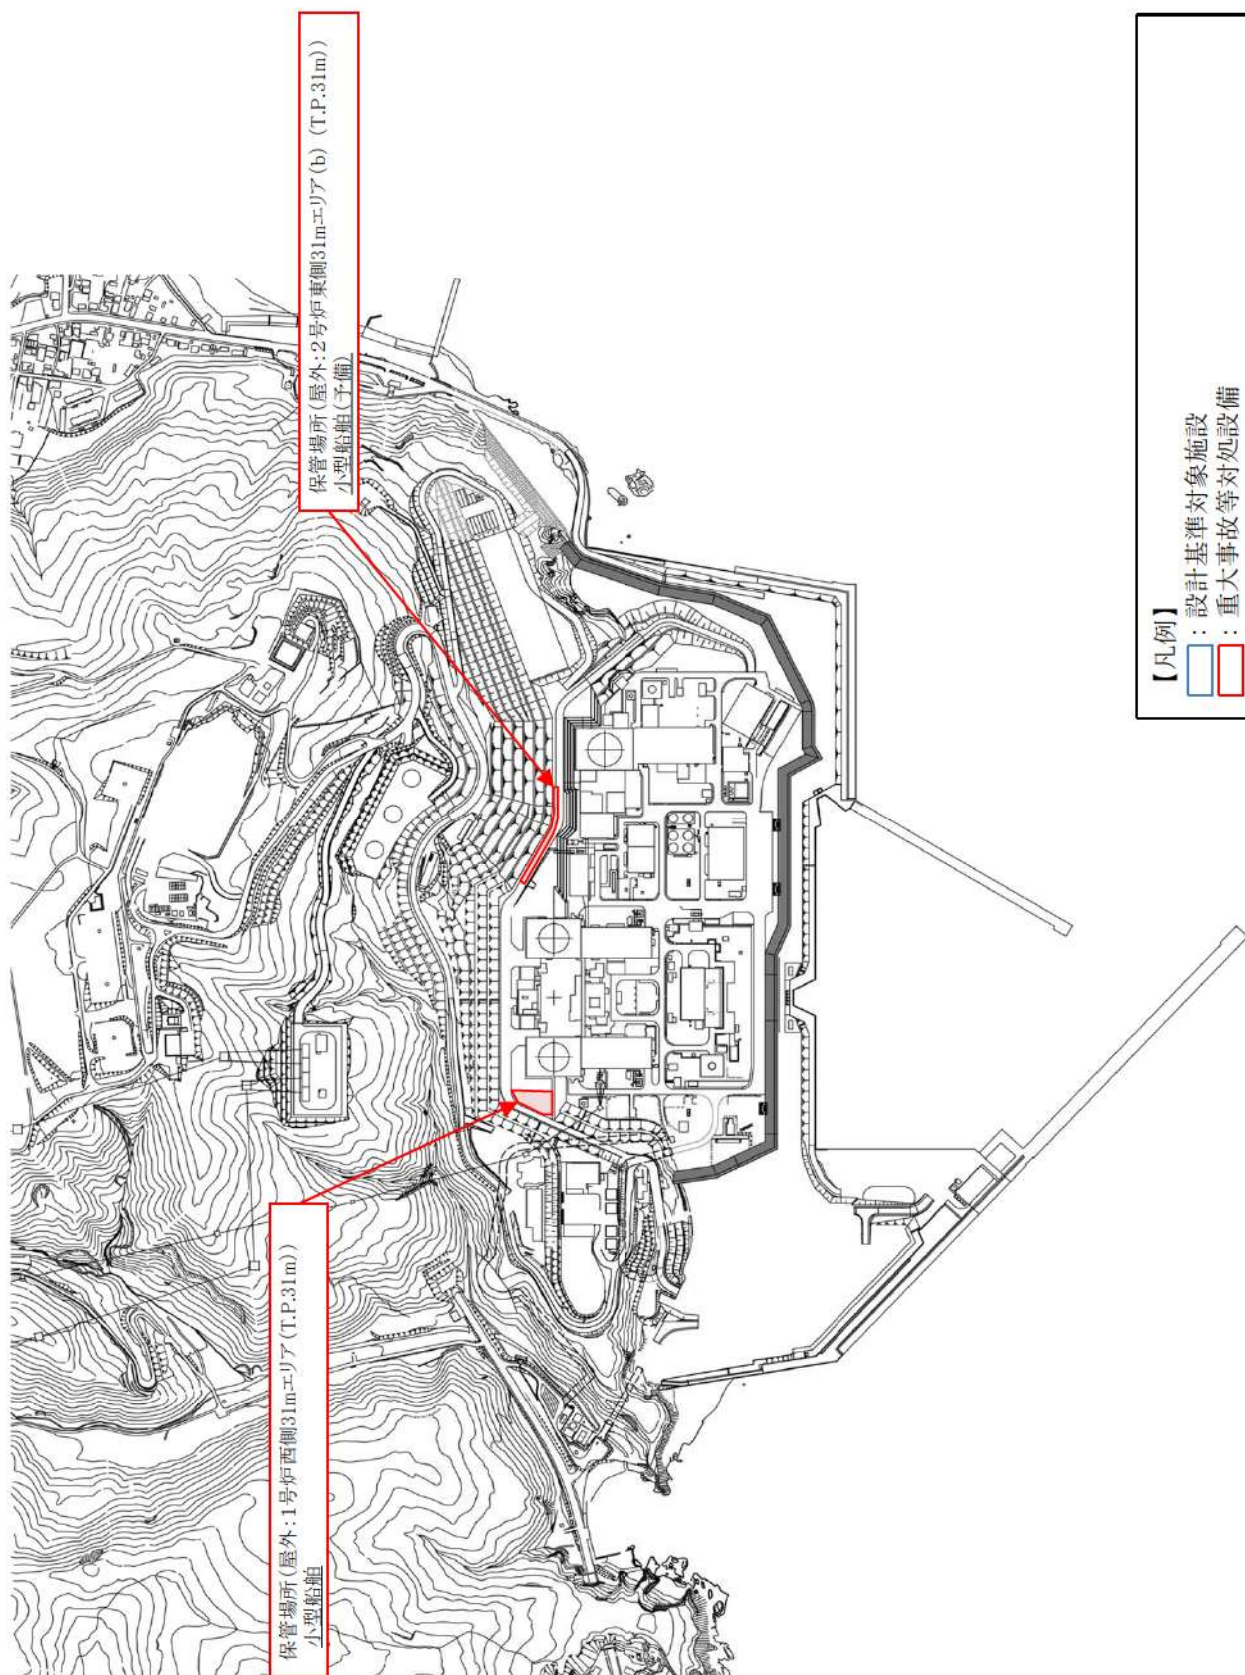 保管場所(屋外:1号炉西側31mエリア(T.P.31m))
小型船舶
保管場所(屋外:2号炉東側31mエリア(b) (T.P.31m))
小型船舶(予備)
【凡例】
:設計基準対象施設
:重大事故等対処設備